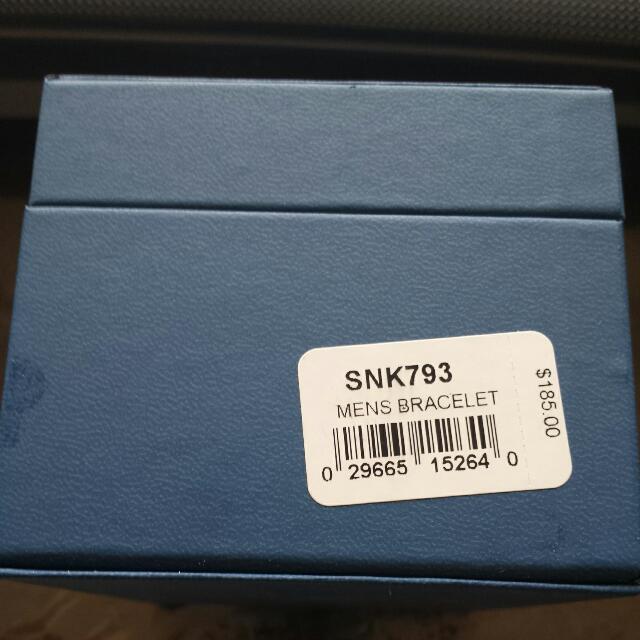 SNK793
MENS BRACELET
0 29665 15264 0
$185.00